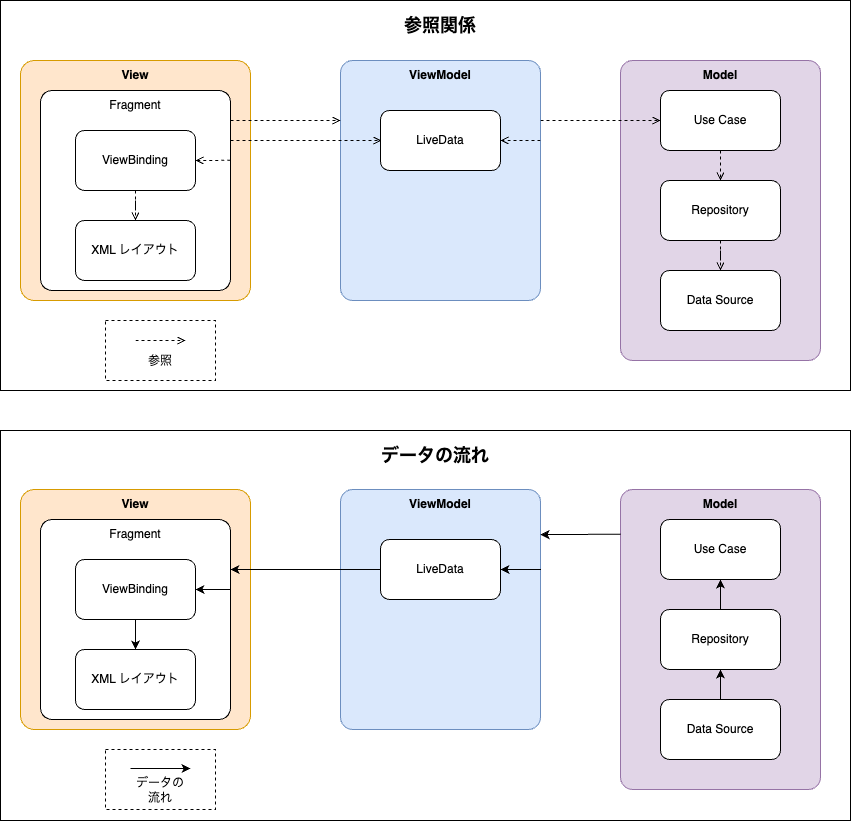 参照関係
View
ViewModel
Model
Fragment
ViewBinding
LiveData
Use Case
XML レイアウト
Repository
Data Source
参照
データの流れ
View
ViewModel
Model
Fragment
ViewBinding
LiveData
Use Case
XML レイアウト
Repository
Data Source
データの
流れ